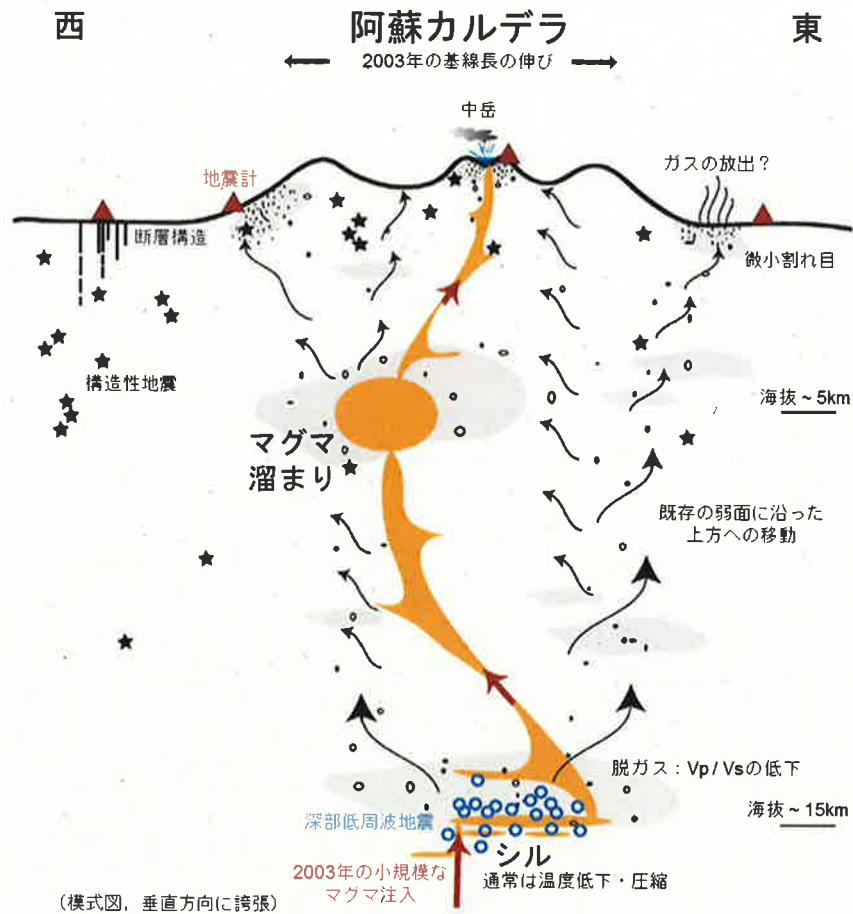 西
阿蘇カルデラ
東
2003年の基線長の伸び
中岳
ガスの放出？
地震計
断層構造
微小割れ目
構造性地震
海抜～5km
マグマ
溜まり
既存の弱面に沿った
上方への移動
脱ガス：Vp/Vsの低下
海抜～15km
深部低周波地震
シル
2003年の小規模な
マグマ注入
通常は温度低下・圧縮
（模式図，垂直方向に誇張）